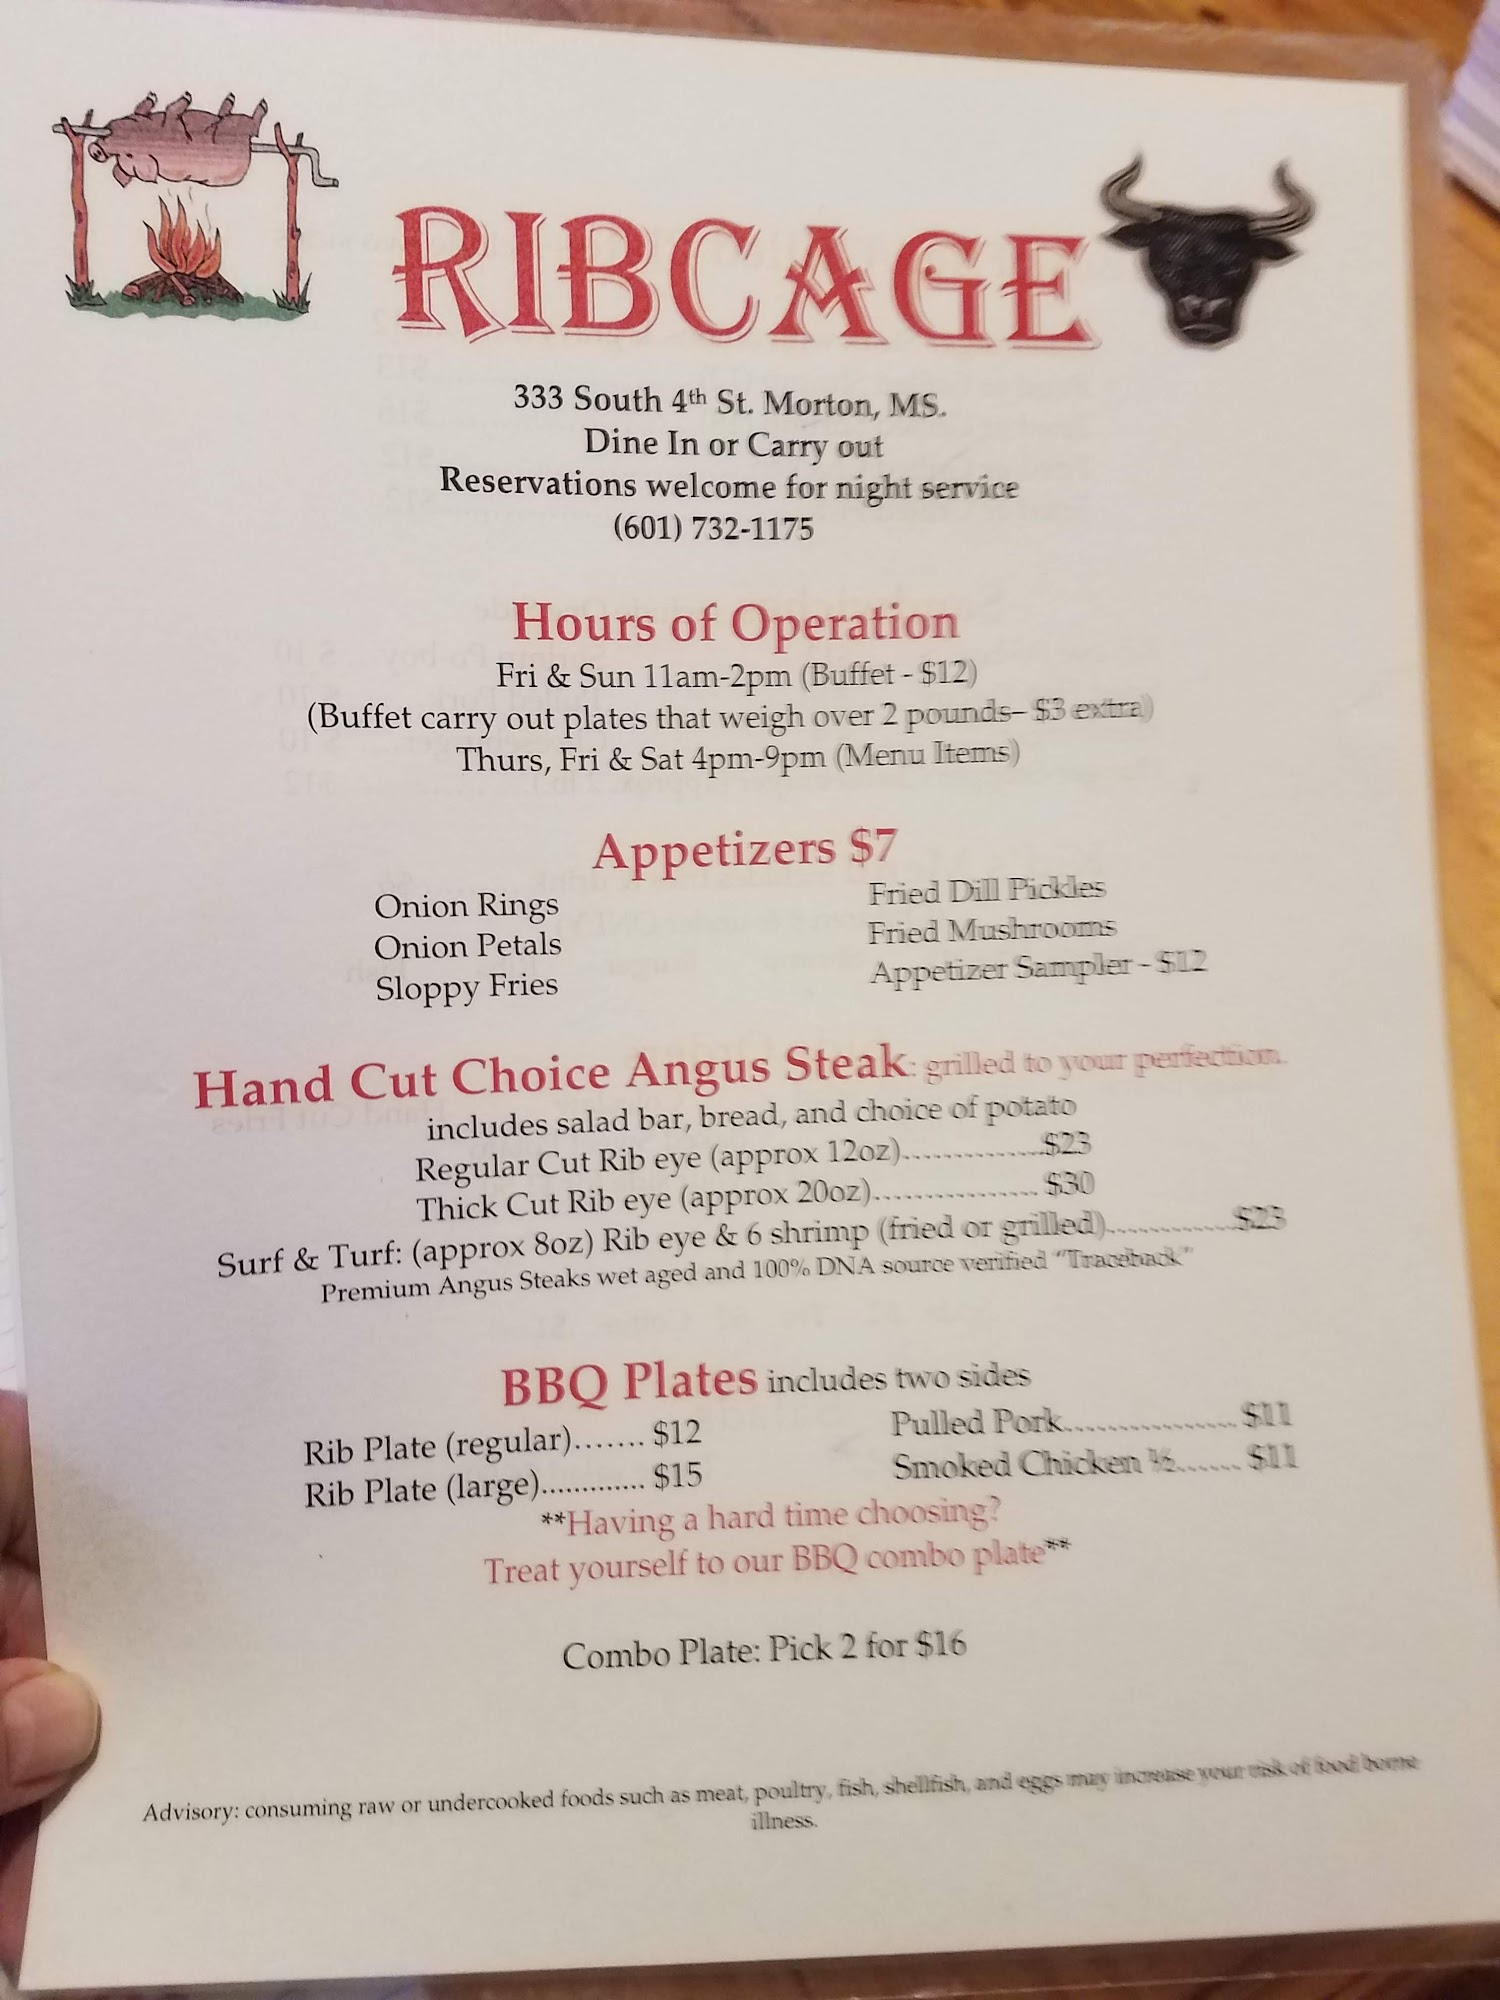 RIBCAGE
333 South 4th St. Morton, MS.
Dine In or Carry out
Reservations welcome for night service
(601) 732-1175
Hours of Operation
Fri & Sun 11am-2pm (Buffet - $12)
(Buffet carry out plates that weigh over 2 pounds– $3 extra)
Thurs, Fri & Sat 4pm-9pm (Menu Items)
Appetizers $7
Onion Rings
Onion Petals
Sloppy Fries
Fried Dill Pickles
Fried Mushrooms
Appetizer Sampler - $12
Hand Cut Choice Angus Steak: grilled to your perfection.
includes salad bar, bread, and choice of potato
Regular Cut Rib eye (approx 12oz)...............$23
Thick Cut Rib eye (approx 20oz)................. $30
Surf & Turf: (approx 8oz) Rib eye & 6 shrimp (fried or grilled).............$23
Premium Angus Steaks wet aged and 100% DNA source verified “Traceback”
BBQ Plates includes two sides
Rib Plate (regular)....... $12
Rib Plate (large)............. $15
Pulled Pork................. $11
Smoked Chicken ½....... $11
**Having a hard time choosing?
Treat yourself to our BBQ combo plate**
Combo Plate: Pick 2 for $16
Advisory: consuming raw or undercooked foods such as meat, poultry, fish, shellfish, and eggs may increase your risk of food borne
illness.